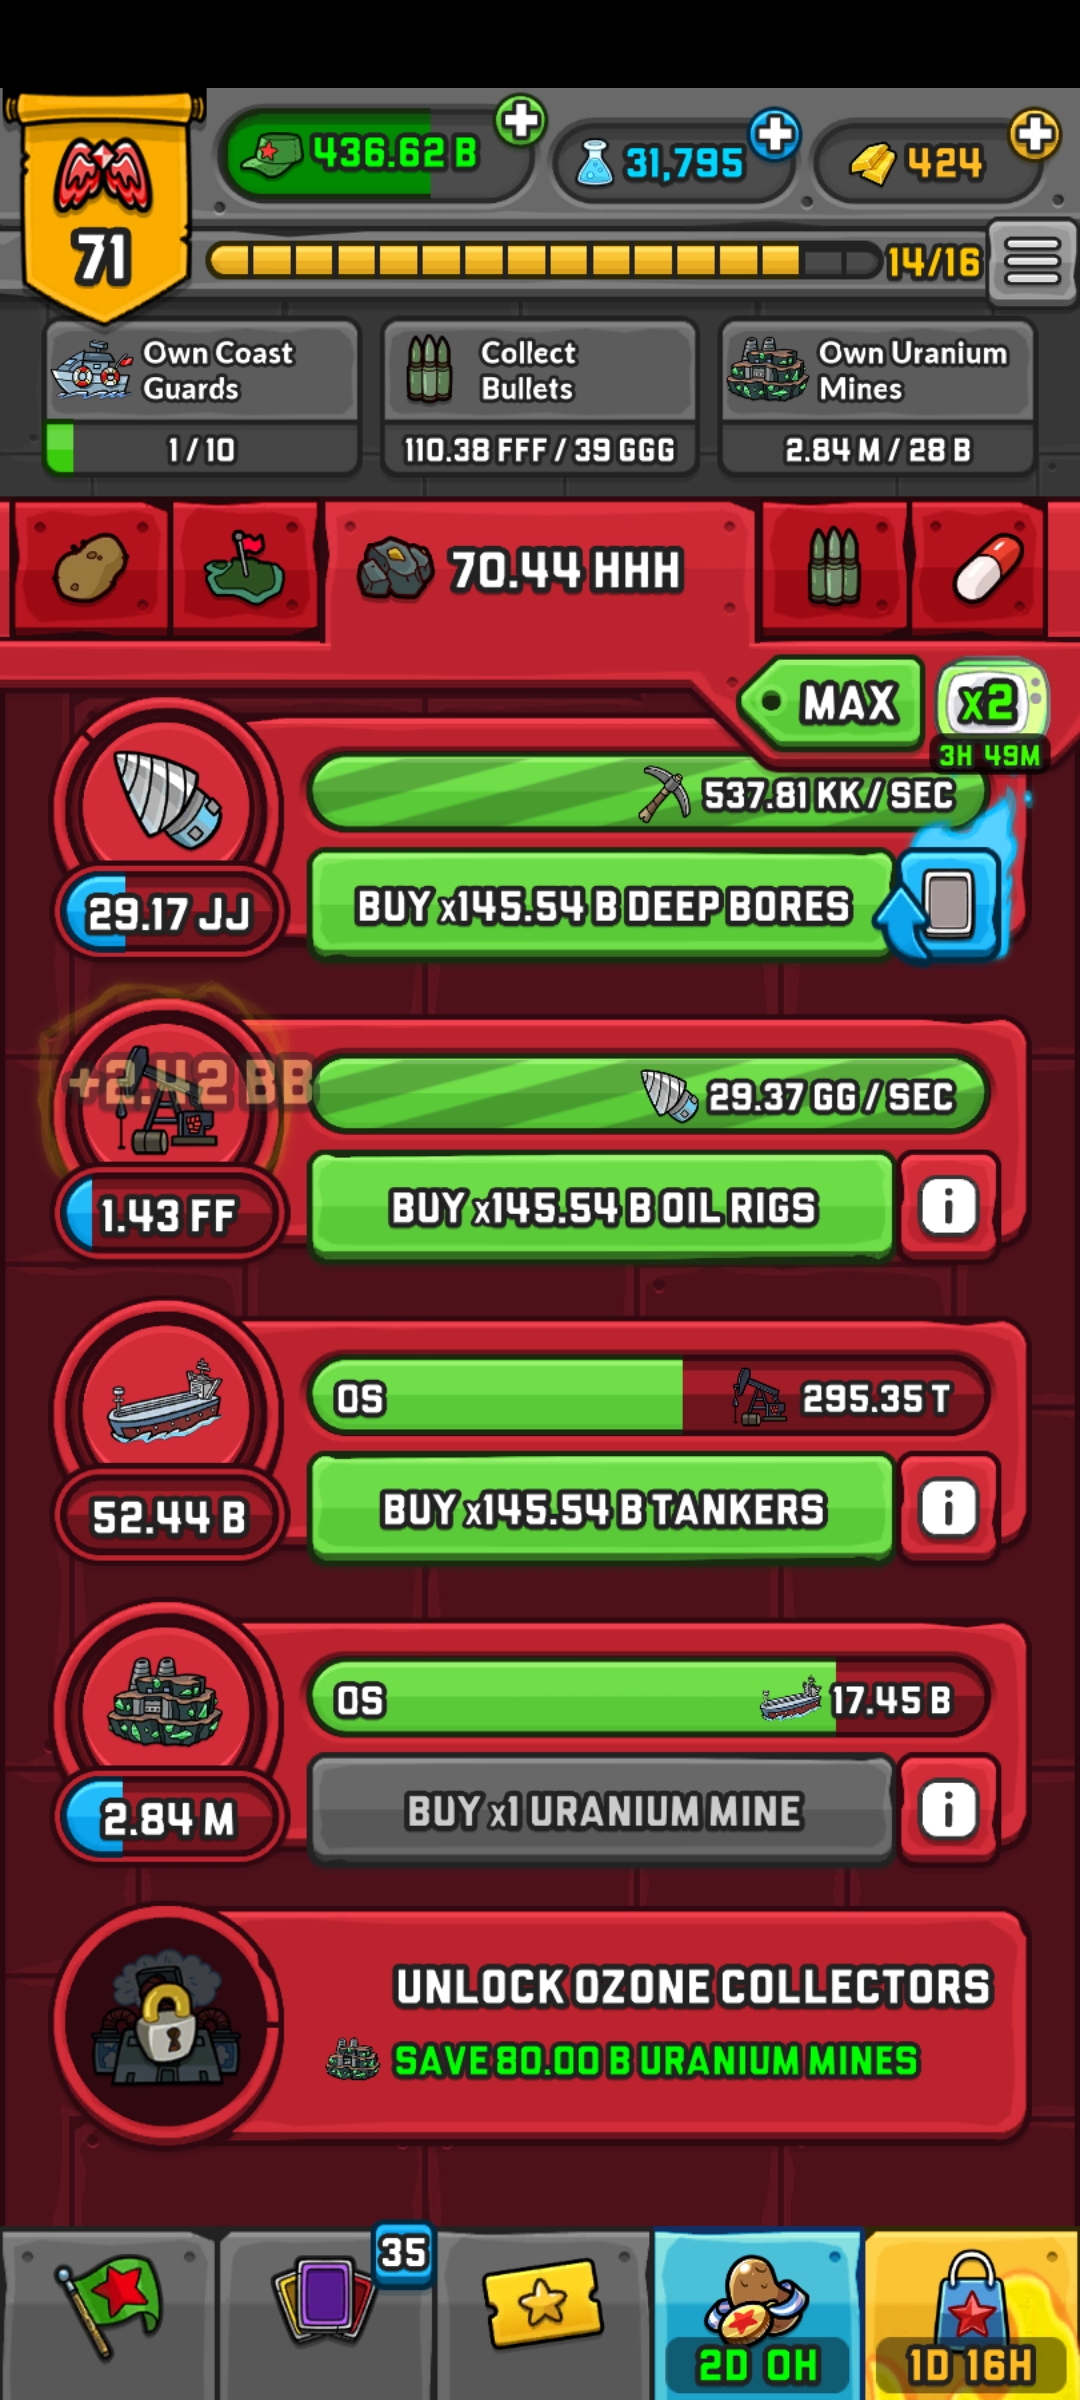 436.62 B
31,795
424
71
14/16
Own Coast
Guards
1 / 10
Collect
Bullets
110.38 FFF / 39 GGG
Own Uranium
Mines
2.84 M / 28 B
70.44 HHH
MAX
x2
3H 49M
537.81 KK / SEC
29.17 JJ
BUY x145.54 B DEEP BORES
+2.42 BB
29.37 GG / SEC
1.43 FF
BUY x145.54 B OIL RIGS
i
0S
295.35 T
52.44 B
BUY x145.54 B TANKERS
i
0S
17.45 B
2.84 M
BUY x1 URANIUM MINE
i
UNLOCK OZONE COLLECTORS
SAVE 80.00 B URANIUM MINES
35
2D 0H
1D 16H